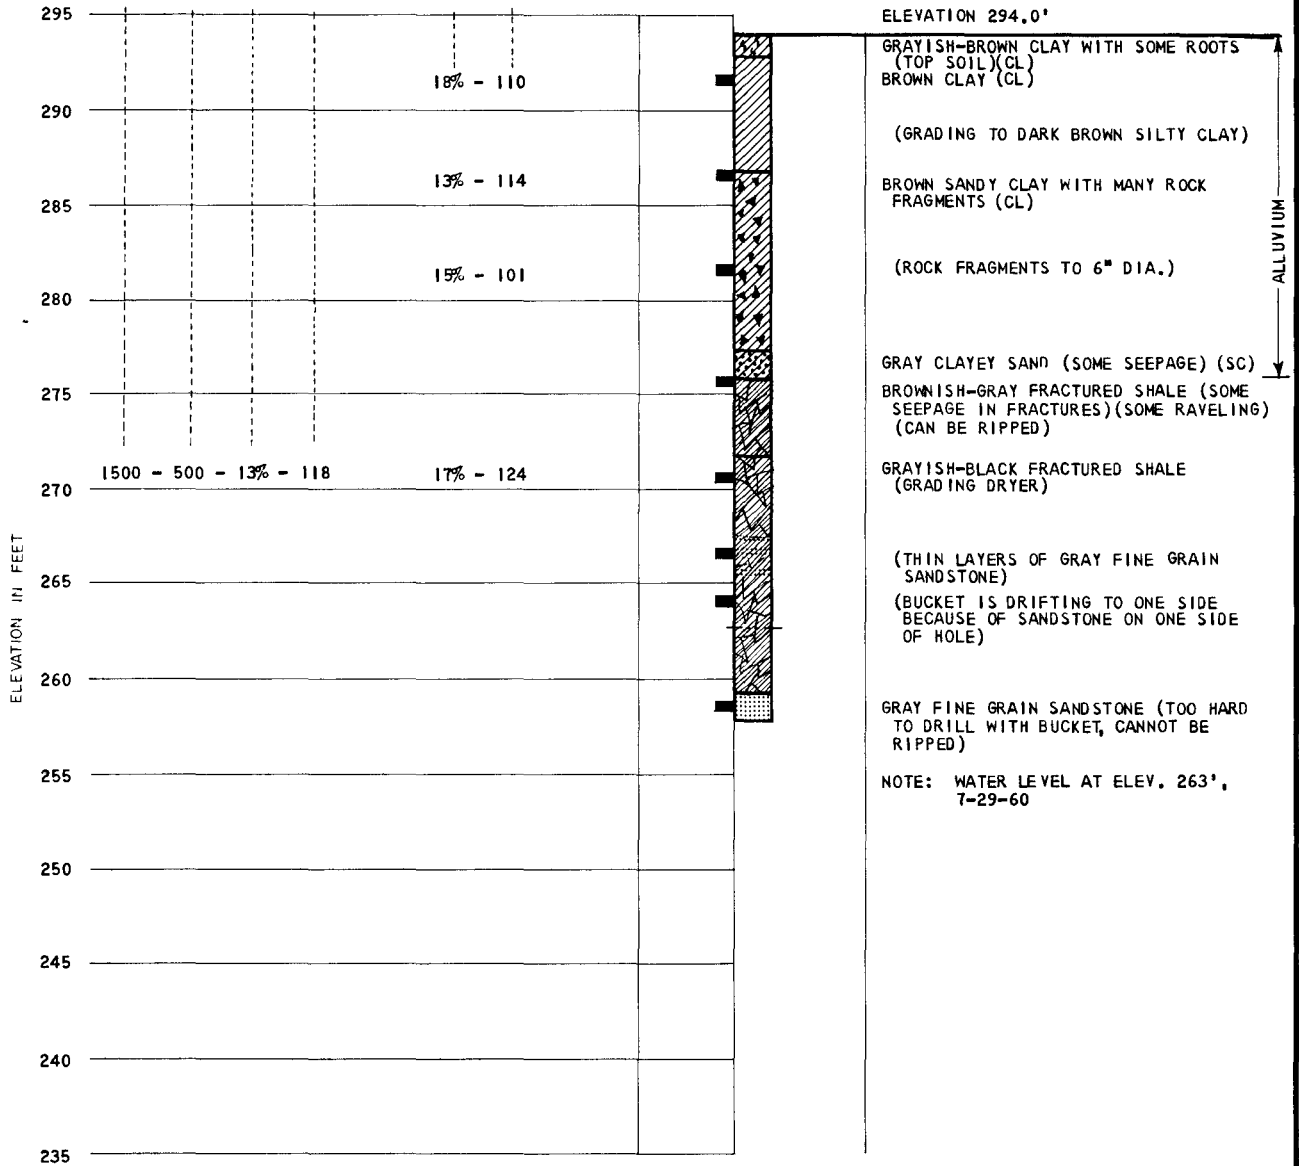 295
ELEVATION 294.0'
GRAYISH-BROWN CLAY WITH SOME ROOTS
(TOP SOIL)(CL)
18% - 110
BROWN CLAY (CL)
290
(GRADING TO DARK BROWN SILTY CLAY)
13% - 114
BROWN SANDY CLAY WITH MANY ROCK
FRAGMENTS (CL)
285
ALLUVIUM
15% - 101
(ROCK FRAGMENTS TO 6" DIA.)
280
GRAY CLAYEY SAND (SOME SEEPAGE) (SC)
275
BROWNISH-GRAY FRACTURED SHALE (SOME
SEEPAGE IN FRACTURES)(SOME RAVELING)
(CAN BE RIPPED)
1500 - 500 - 13% - 118
17% - 124
GRAYISH-BLACK FRACTURED SHALE
(GRADING DRYER)
270
ELEVATION IN FEET
(THIN LAYERS OF GRAY FINE GRAIN
SANDSTONE)
265
(BUCKET IS DRIFTING TO ONE SIDE
BECAUSE OF SANDSTONE ON ONE SIDE
OF HOLE)
260
GRAY FINE GRAIN SANDSTONE (TOO HARD
TO DRILL WITH BUCKET, CANNOT BE
RIPPED)
255
NOTE: WATER LEVEL AT ELEV. 263',
7-29-60
250
245
240
235